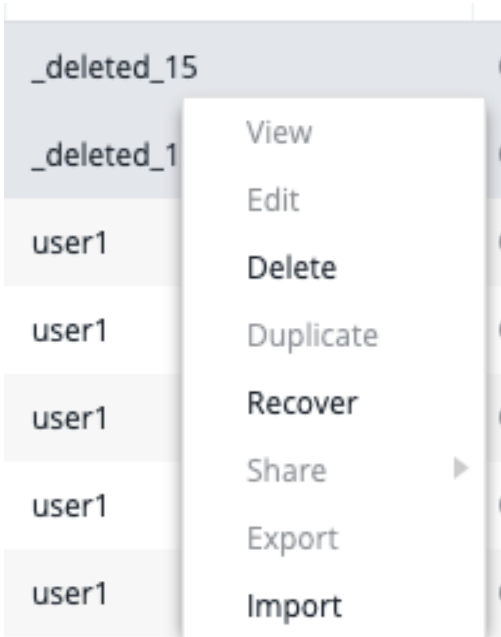 _deleted_15
_deleted_1
user1
user1
user1
user1
user1
View
Edit
Delete
Duplicate
Recover
Share
Export
Import